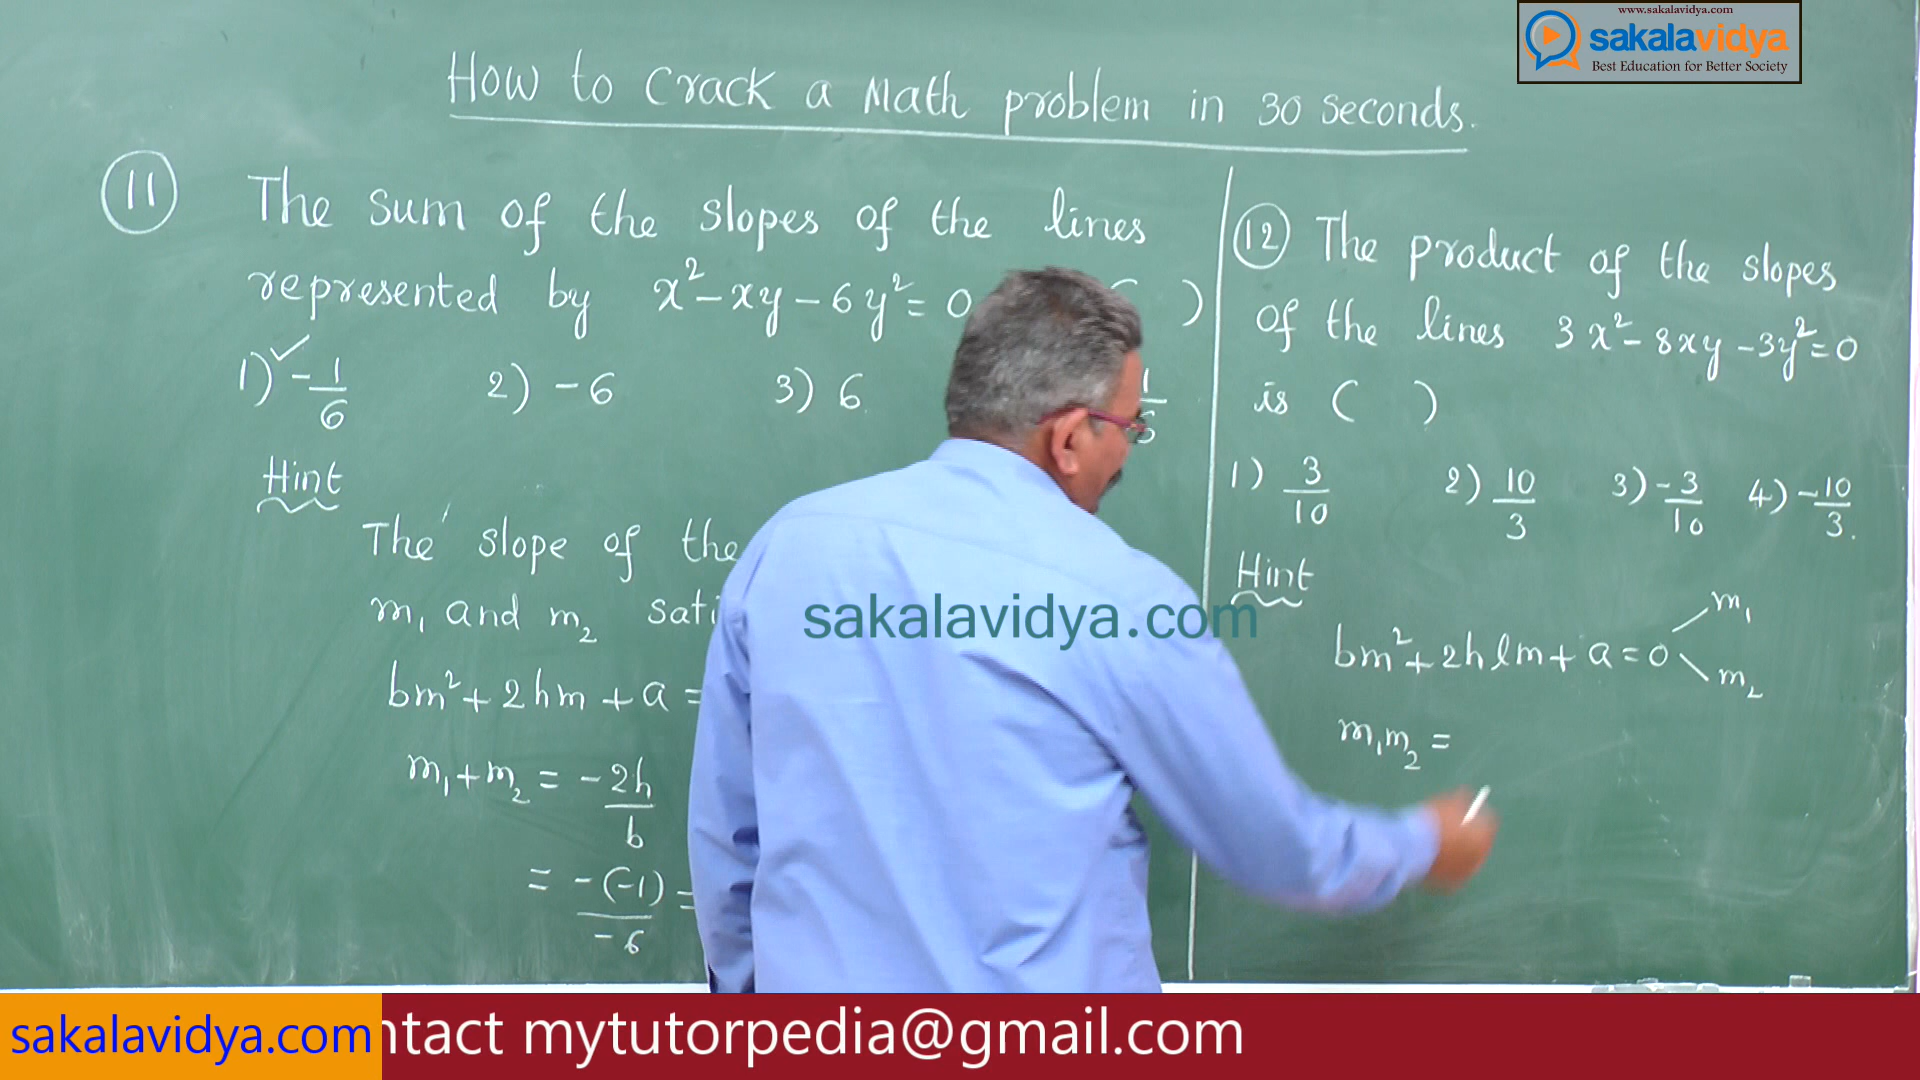 www.sakalavidya.com
sakalavidya
Best Education for Better Society
How to Crack a Math problem in 30 seconds.
11 The sum of the slopes of the lines
represented by x²-xy-6y²=0 ( )
1) -1/6 2) -6 3) 6 1/6
Hint
The slope of the
m₁ and m₂
bm²+2hm+a=
m₁+m₂ = -2h/b
= -(-1)/-6 =
12 The product of the slopes
of the lines 3x²-8xy-3y²=0
is ( )
1) 3/10 2) 10/3 3) -3/10 4) -10/3.
Hint
bm²+2hlm+a=0 m₁ m₂
m₁m₂ =
sakalavidya.com
sakalavidya.com ntact mytutorpedia@gmail.com